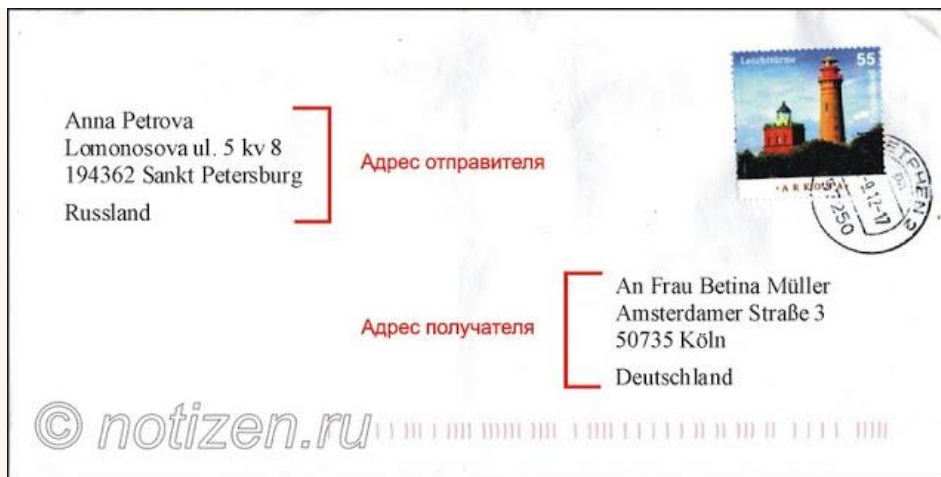 Leuchttürme 55
Anna Petrova
Lomonosova ul. 5 kv 8
194362 Sankt Petersburg
Russland
Адрес отправителя
ARKONA
An Frau Betina Müller
Amsterdamer Straße 3
50735 Köln
Deutschland
Адрес получателя
© notizen.ru